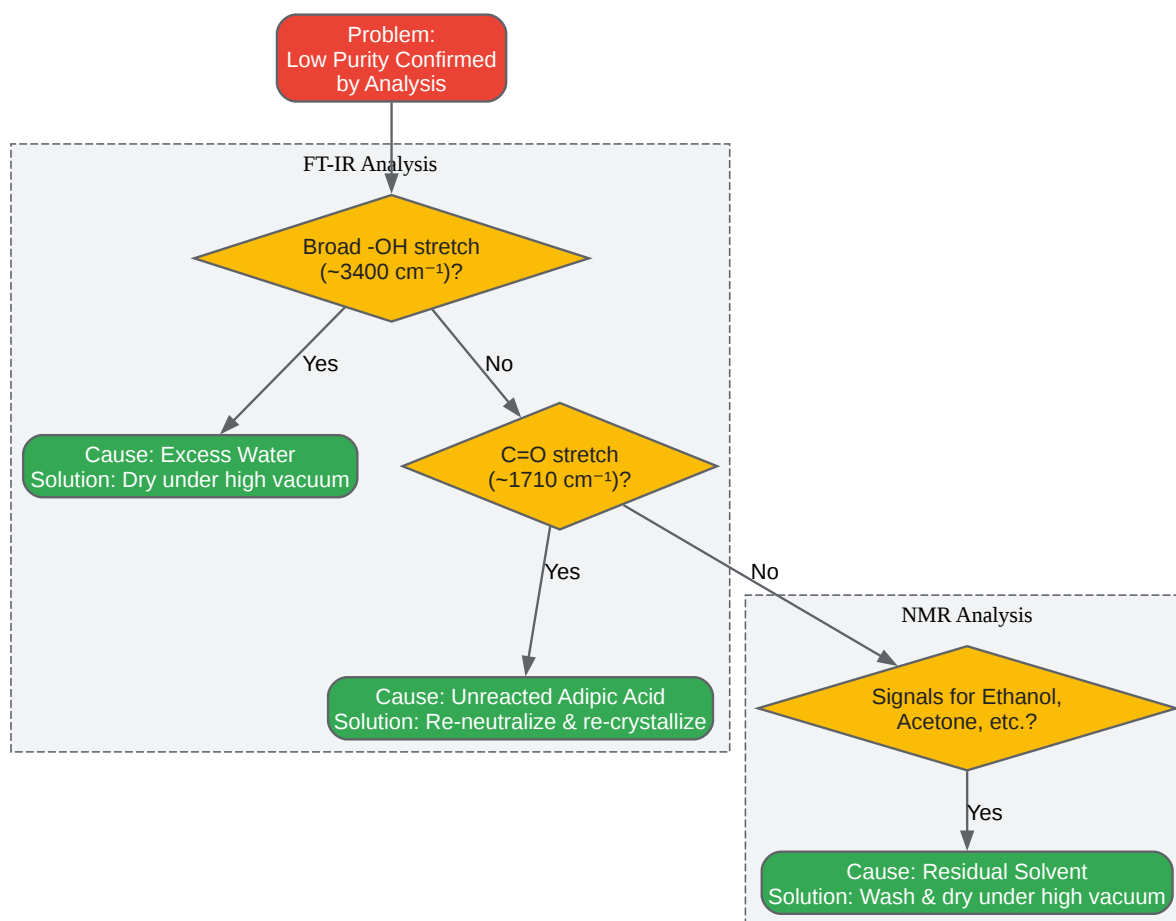 Problem:
Low Purity Confirmed
by Analysis
FT-IR Analysis
Broad -OH stretch
(~3400 cm⁻¹)?
Yes
No
Cause: Excess Water
Solution: Dry under high vacuum
C=O stretch
(~1710 cm⁻¹)?
Yes
No
Cause: Unreacted Adipic Acid
Solution: Re-neutralize & re-crystallize
NMR Analysis
Signals for Ethanol,
Acetone, etc.?
Yes
Cause: Residual Solvent
Solution: Wash & dry under high vacuum